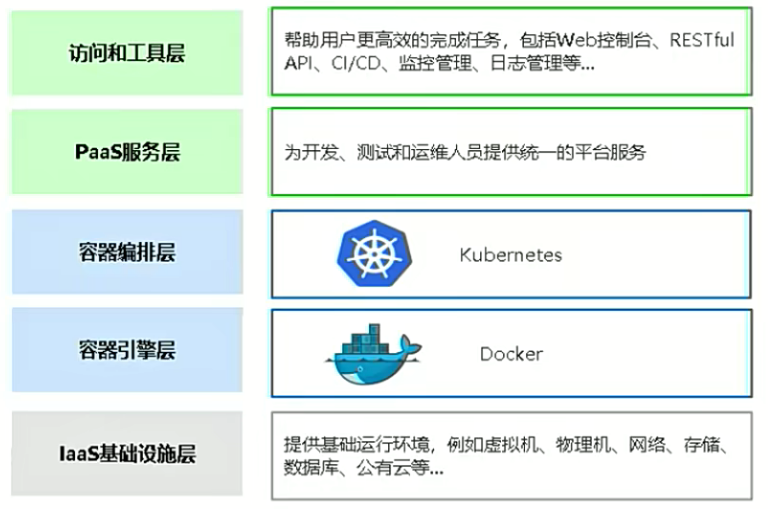 访问和工具层
帮助用户更高效的完成任务，包括Web控制台、RESTful
API、CI/CD、监控管理、日志管理等...
PaaS服务层
为开发、测试和运维人员提供统一的平台服务
容器编排层
Kubernetes
容器引擎层
Docker
IaaS基础设施层
提供基础运行环境，例如虚拟机、物理机、网络、存储、
数据库、公有云等...